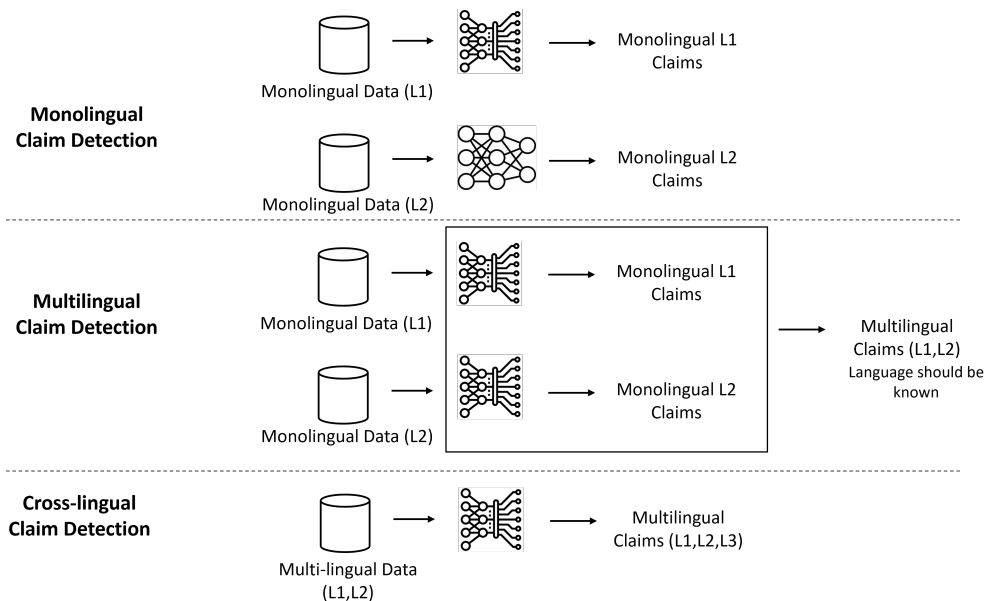 Monolingual L1
Claims
Monolingual Data (L1)
Monolingual
Claim Detection
Monolingual L2
Claims
Monolingual Data (L2)
Monolingual L1
Claims
Monolingual Data (L1)
Multilingual
Claim Detection
Multilingual
Claims (L1,L2)
Language should be
known
Monolingual L2
Claims
Monolingual Data (L2)
Cross-lingual
Claim Detection
Multilingual
Claims (L1,L2,L3)
Multi-lingual Data
(L1,L2)